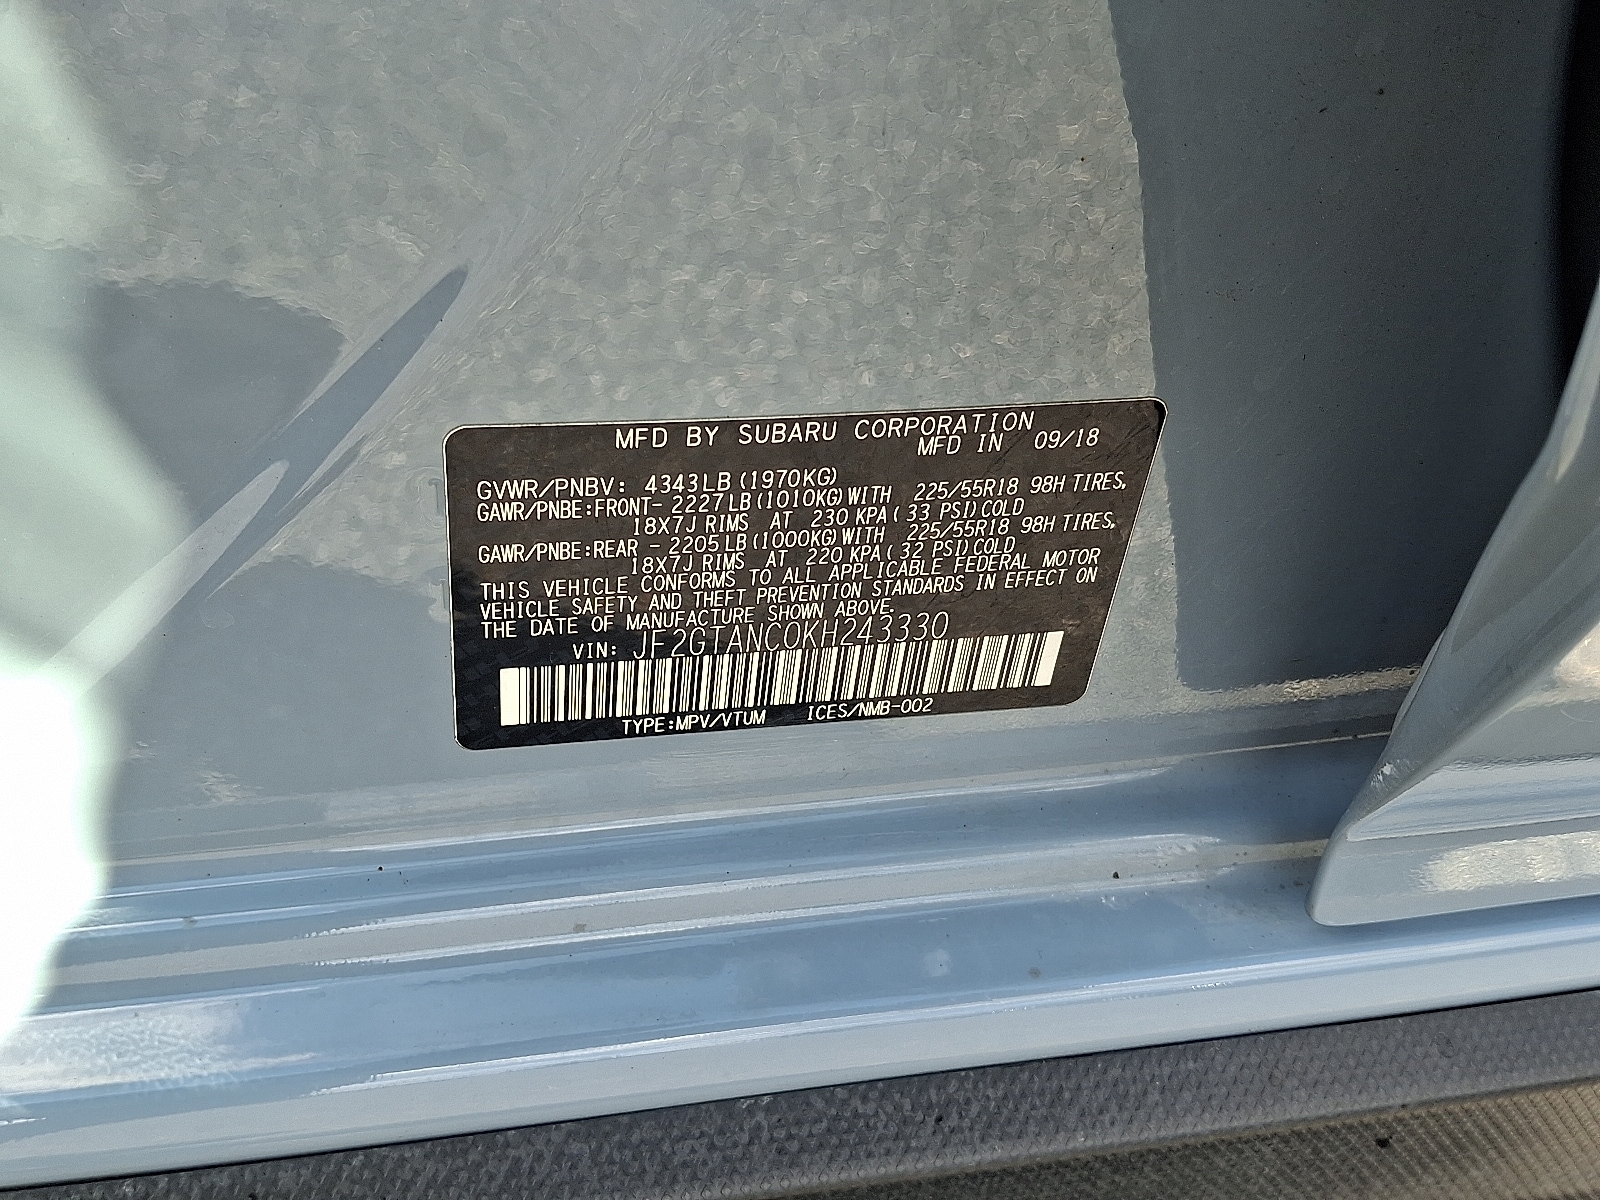 MFD BY SUBARU CORPORATION
MFD IN 09/18
GVWR/PNBV: 4343LB(1970KG)
GAWR/PNBE:FRONT- 2227LB(1010KG)WITH 225/55R18 98H TIRES,
18X7J RIMS AT 230 KPA( 33 PSI)COLD
GAWR/PNBE:REAR - 2205LB(1000KG)WITH 225/55R18 98H TIRES,
18X7J RIMS AT 220 KPA( 32 PSI)COLD
THIS VEHICLE CONFORMS TO ALL APPLICABLE FEDERAL MOTOR
VEHICLE SAFETY AND THEFT PREVENTION STANDARDS IN EFFECT ON
THE DATE OF MANUFACTURE SHOWN ABOVE.
VIN: JF2GTANC0KH243330
TYPE:MPV/VTUM ICES/NMB-002